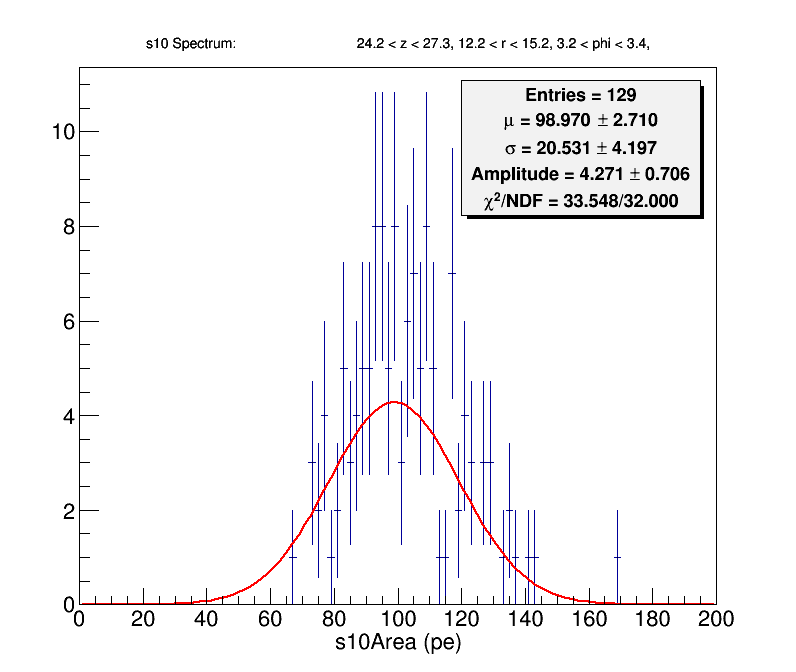 s10 Spectrum: 24.2 < z < 27.3, 12.2 < r < 15.2, 3.2 < phi < 3.4,
Entries = 129
μ = 98.970 ± 2.710
σ = 20.531 ± 4.197
Amplitude = 4.271 ± 0.706
χ²/NDF = 33.548/32.000
10
8
6
4
2
0
0 20 40 60 80 100 120 140 160 180 200
s10Area (pe)